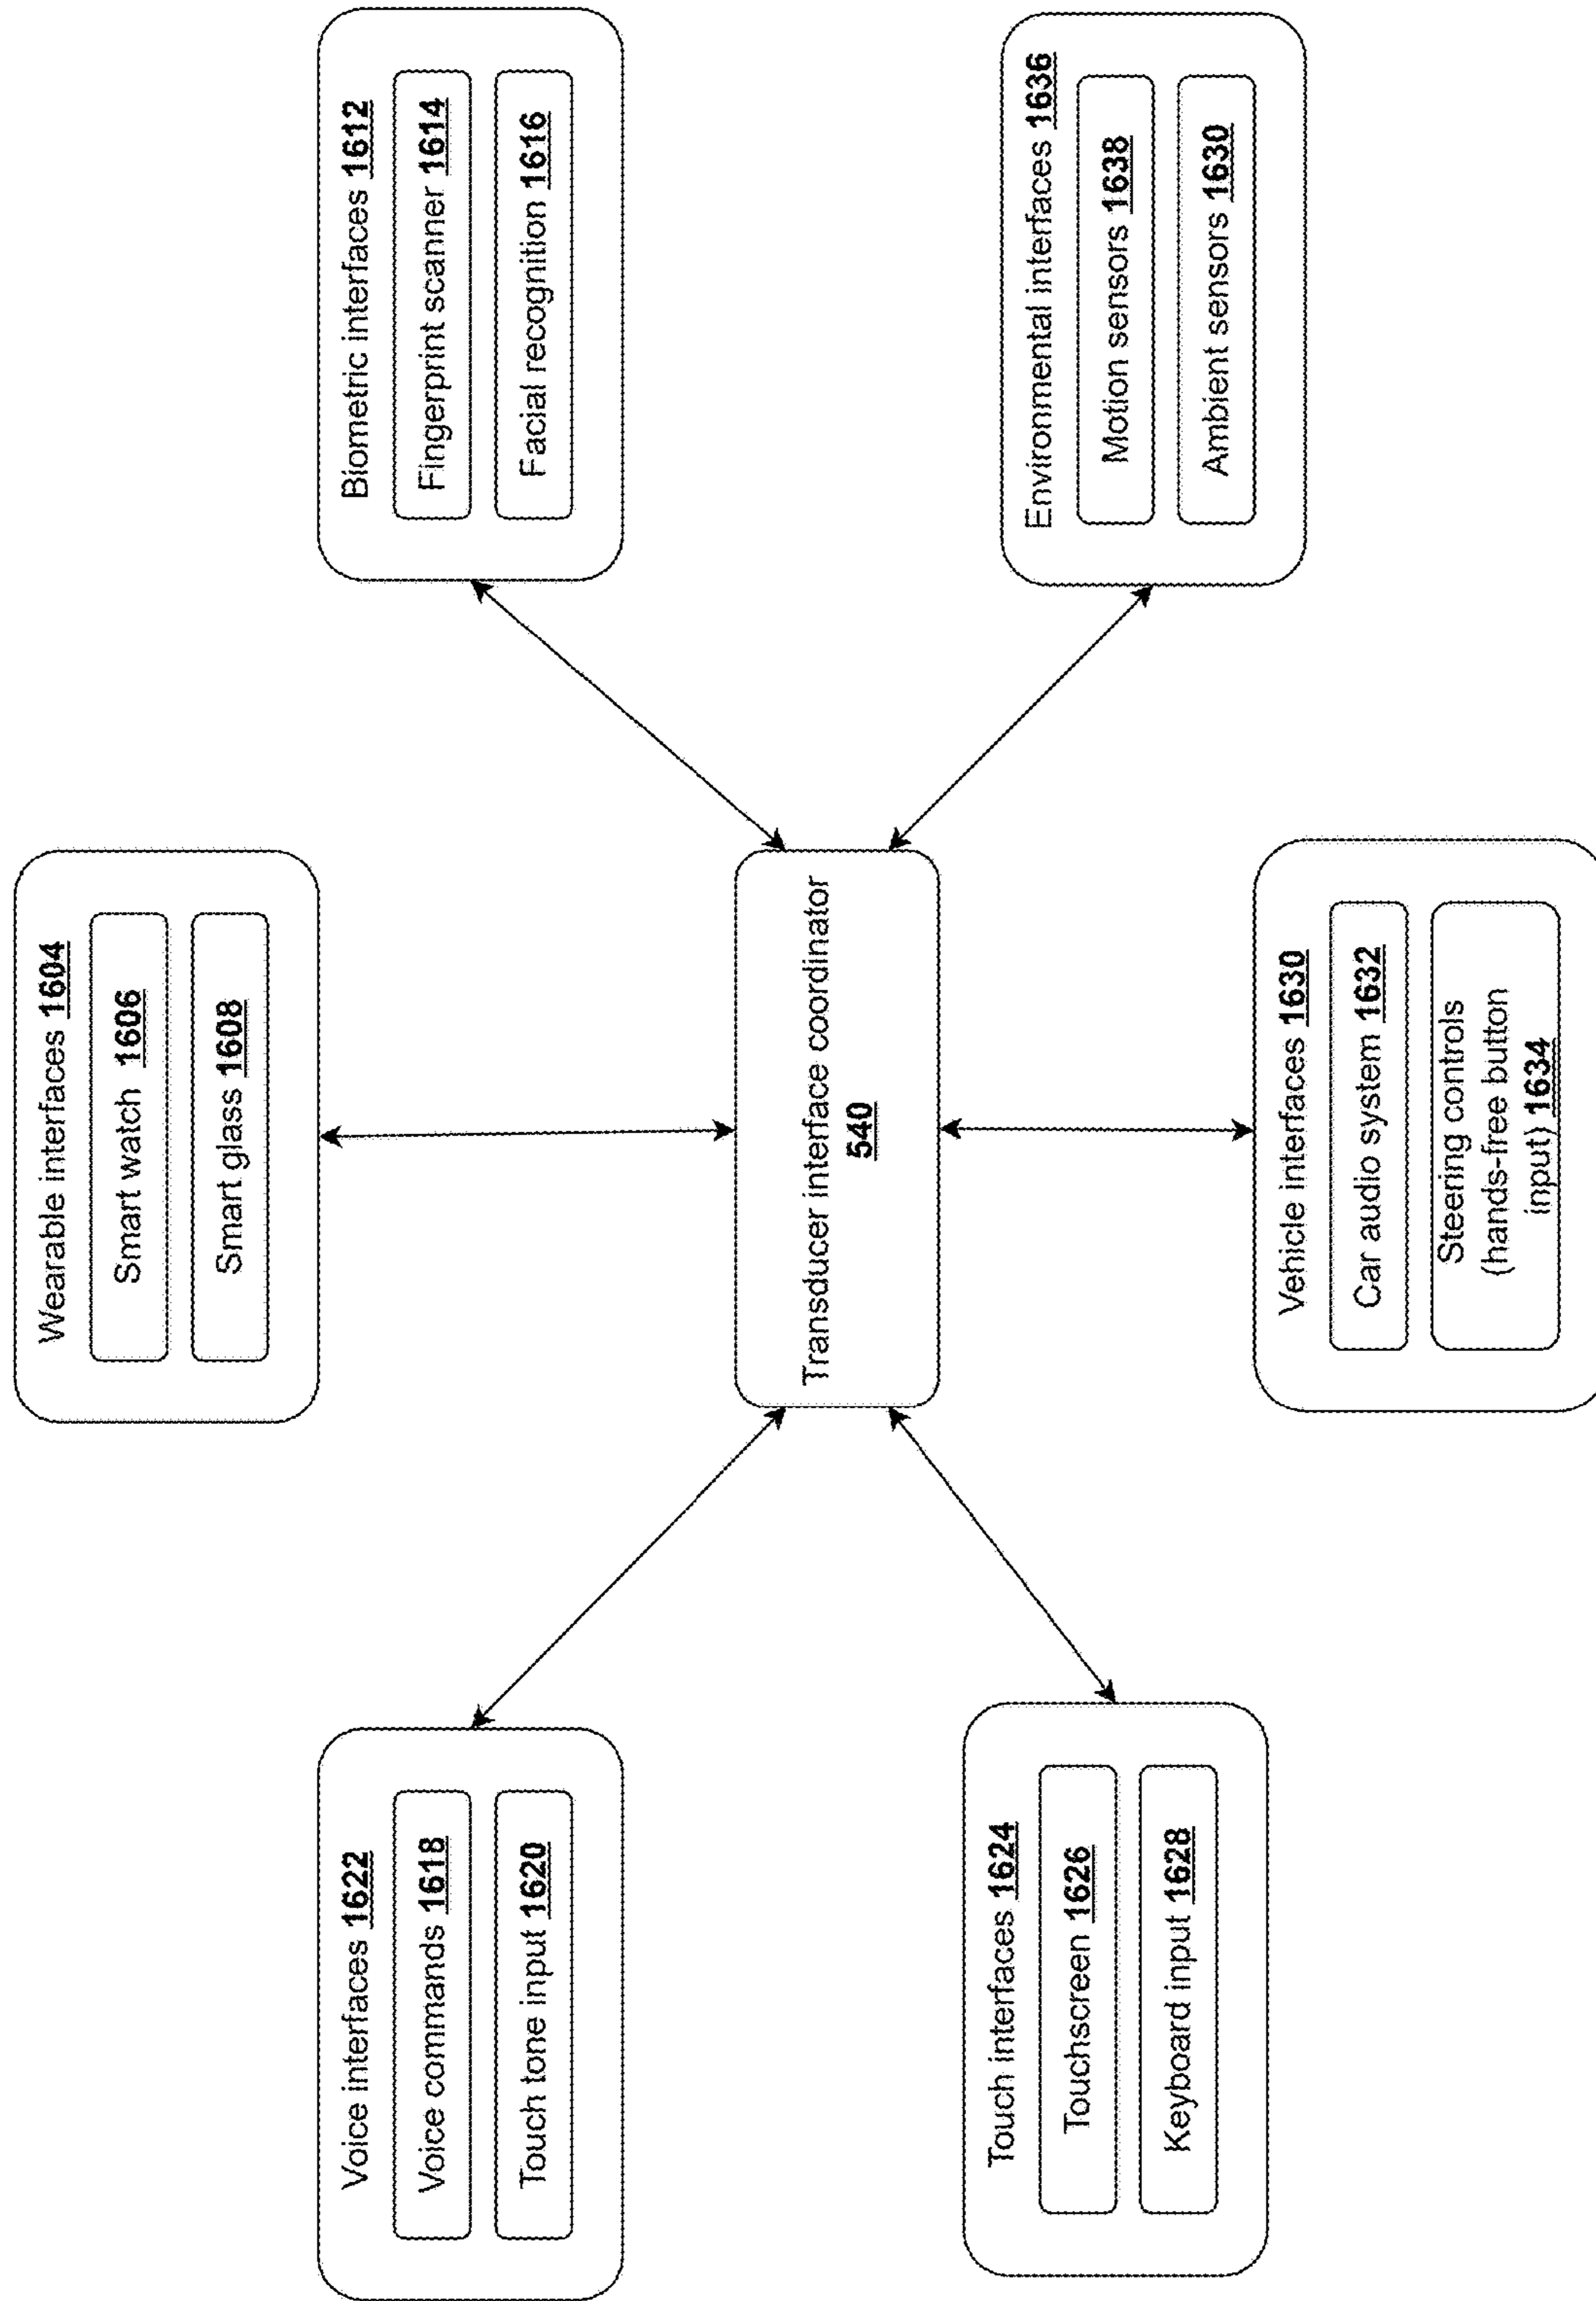 Wearable interfaces 1604
Smart watch 1606
Smart glass 1608
Voice interfaces 1622
Voice commands 1618
Touch tone input 1620
Biometric interfaces 1612
Fingerprint scanner 1614
Facial recognition 1616
Transducer interface coordinator
540
Touch interfaces 1624
Touchscreen 1626
Keyboard input 1628
Environmental interfaces 1636
Motion sensors 1638
Ambient sensors 1630
Vehicle interfaces 1630
Car audio system 1632
Steering controls
(hands-free button
input) 1634